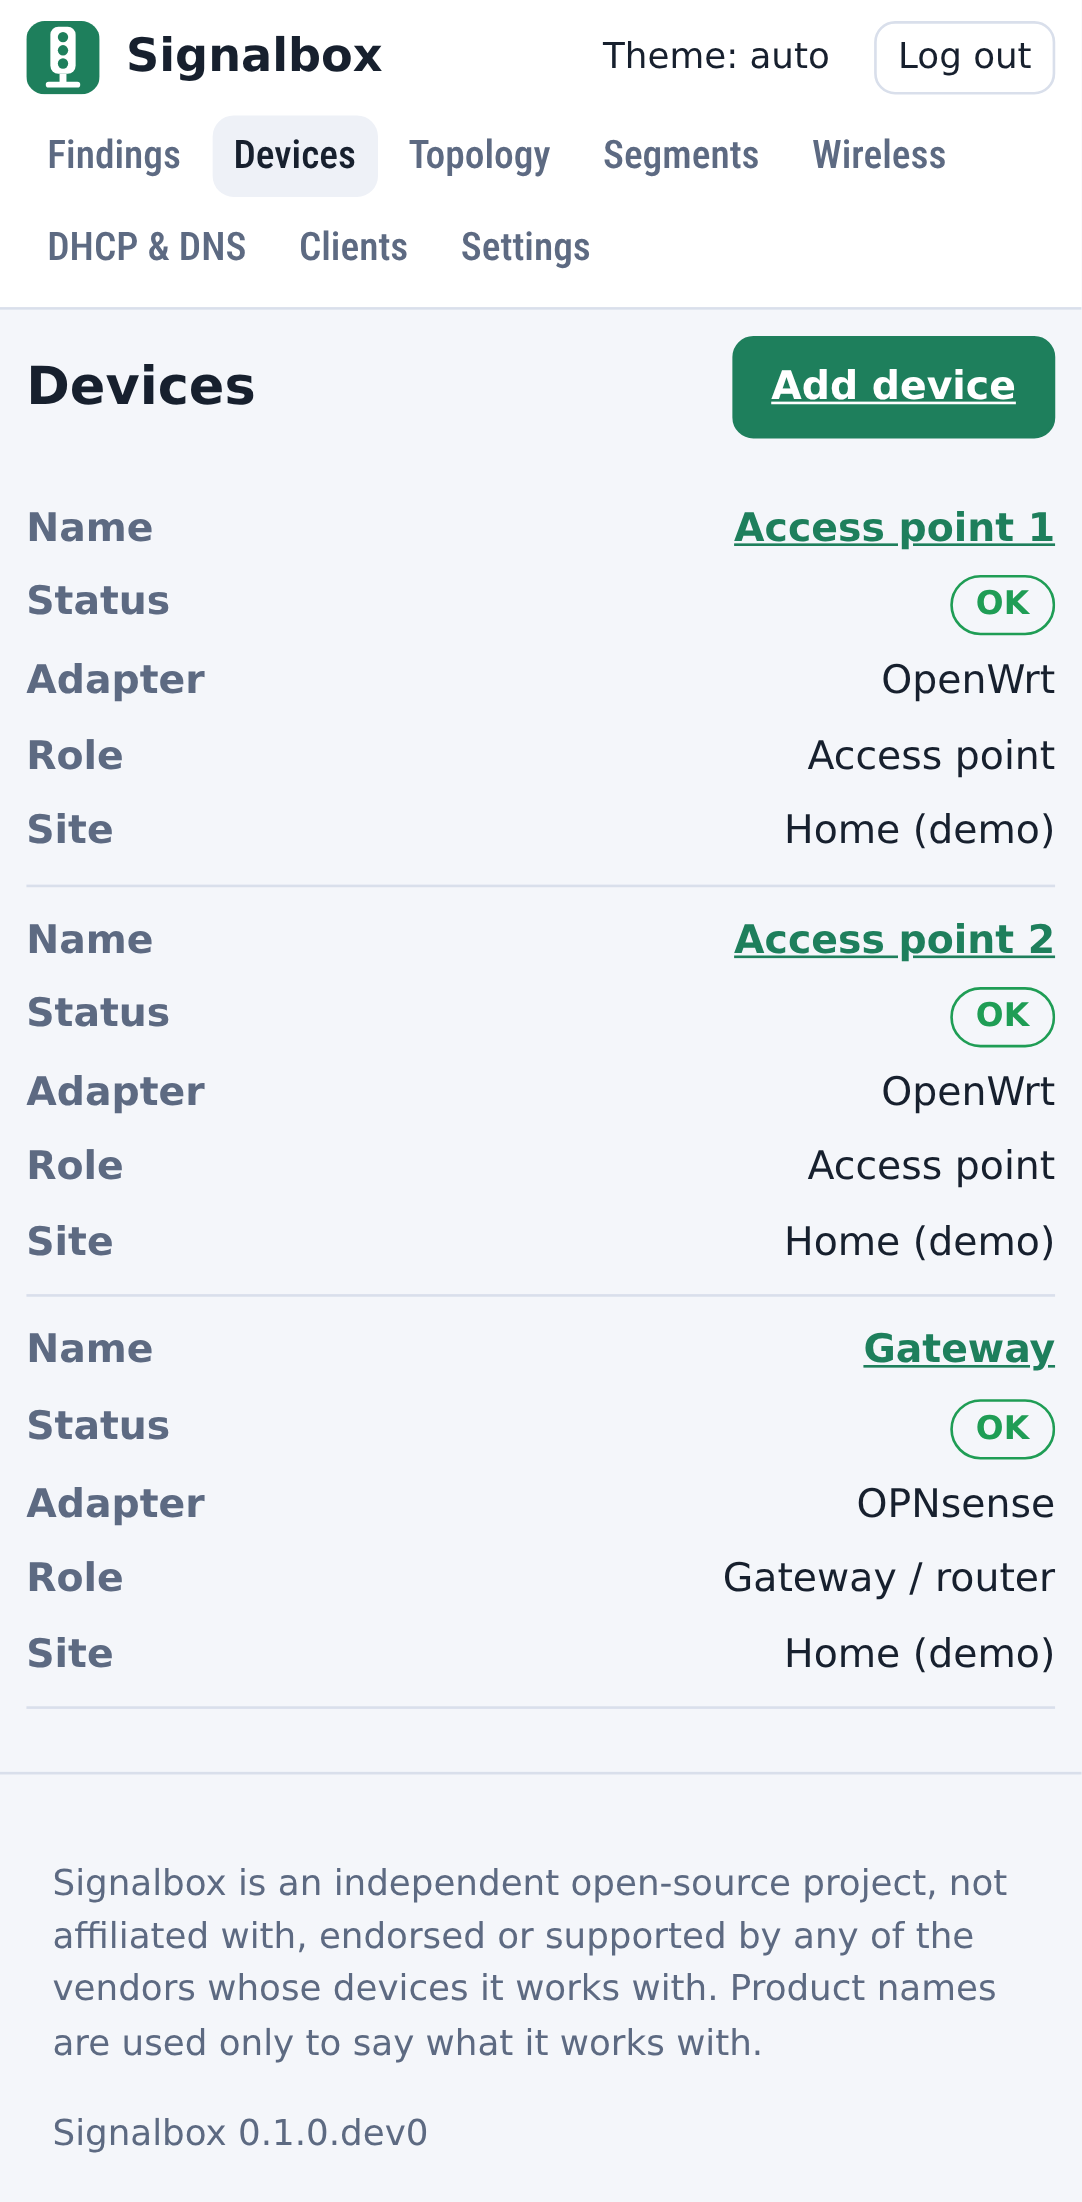 Signalbox Theme: auto Log out
Findings Devices Topology Segments Wireless
DHCP & DNS Clients Settings
Devices Add device
Name Access point 1
Status OK
Adapter OpenWrt
Role Access point
Site Home (demo)
Name Access point 2
Status OK
Adapter OpenWrt
Role Access point
Site Home (demo)
Name Gateway
Status OK
Adapter OPNsense
Role Gateway / router
Site Home (demo)
Signalbox is an independent open-source project, not
affiliated with, endorsed or supported by any of the
vendors whose devices it works with. Product names
are used only to say what it works with.
Signalbox 0.1.0.dev0